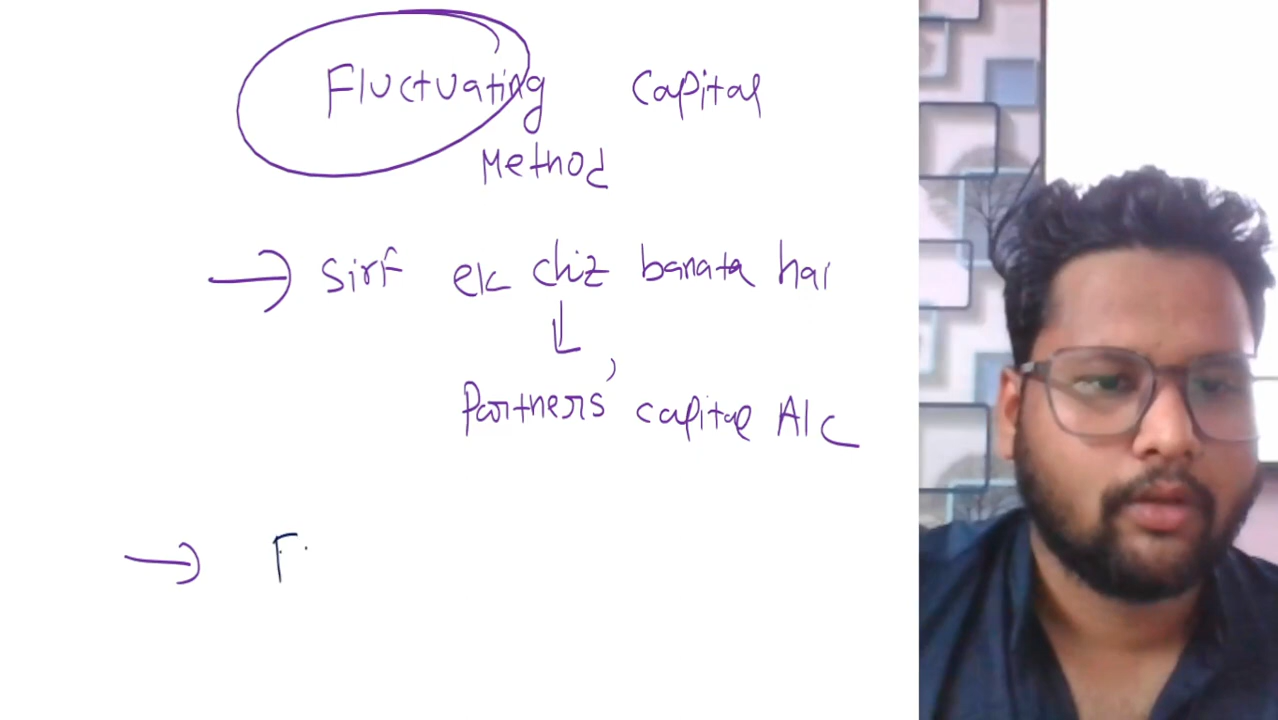 Fluctuating Capital
Method
→ Sirf ek chiz banata hai
↓
Partners' capital A/c
→ F